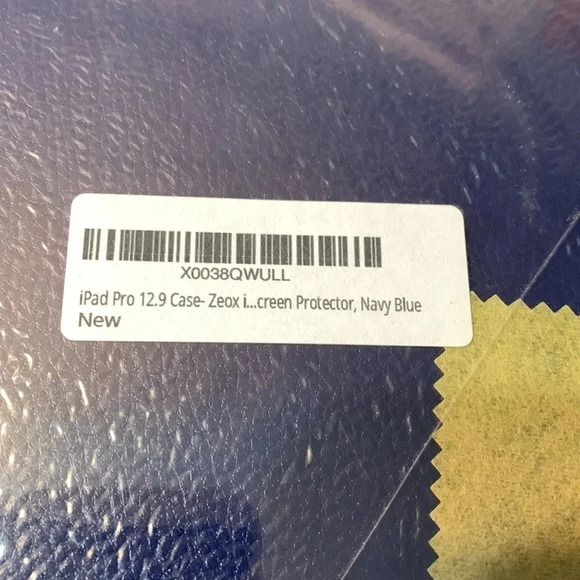 X0038QWULL
iPad Pro 12.9 Case- Zeox i...creen Protector, Navy Blue
New